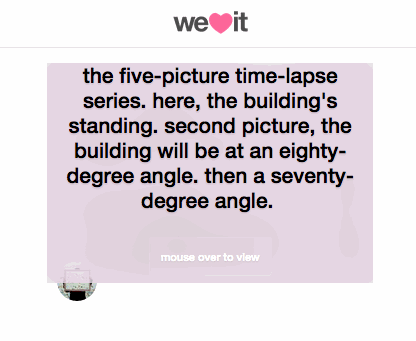 we it
the five-picture time-lapse
series. here, the building's
standing. second picture, the
building will be at an eighty-
degree angle. then a seventy-
degree angle.
mouse over to view